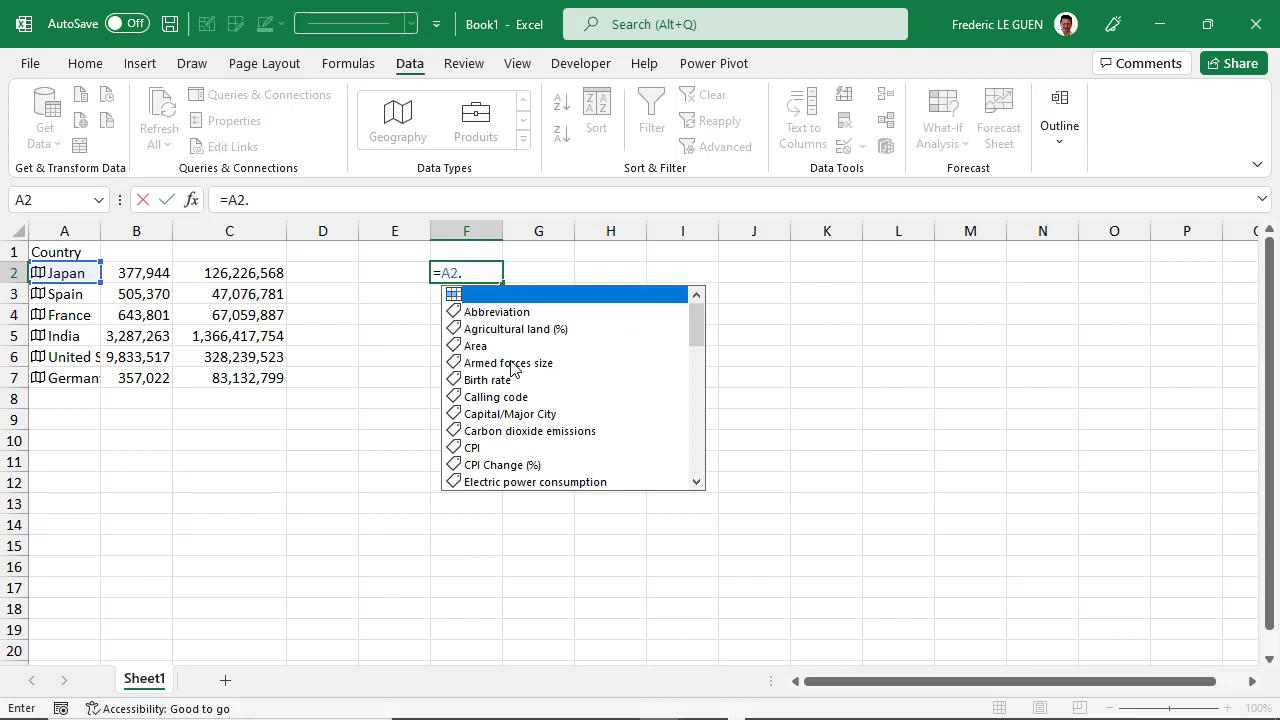 AutoSave Off Book1 - Excel Search (Alt+Q) Frederic LE GUEN
File Home Insert Draw Page Layout Formulas Data Review View Developer Help Power Pivot Comments Share
Get Data
Refresh All
Queries & Connections
Properties
Edit Links
Geography Produits
Sort
Filter
Clear
Reapply
Advanced
Text to Columns
What-If Analysis
Forecast Sheet
Outline
Get & Transform Data Queries & Connections Data Types Sort & Filter Data Tools Forecast
A2 fx =A2.
A B C D E F G H I J K L M N O P
1 Country
2 Japan 377,944 126,226,568 =A2.
3 Spain 505,370 47,076,781
4 France 643,801 67,059,887
5 India 3,287,263 1,366,417,754
6 United S 9,833,517 328,239,523
7 German 357,022 83,132,799
Abbreviation
Agricultural land (%)
Area
Armed forces size
Birth rate
Calling code
Capital/Major City
Carbon dioxide emissions
CPI
CPI Change (%)
Electric power consumption
8
9
10
11
12
13
14
15
16
17
18
19
20
Sheet1
Enter Accessibility: Good to go 100%